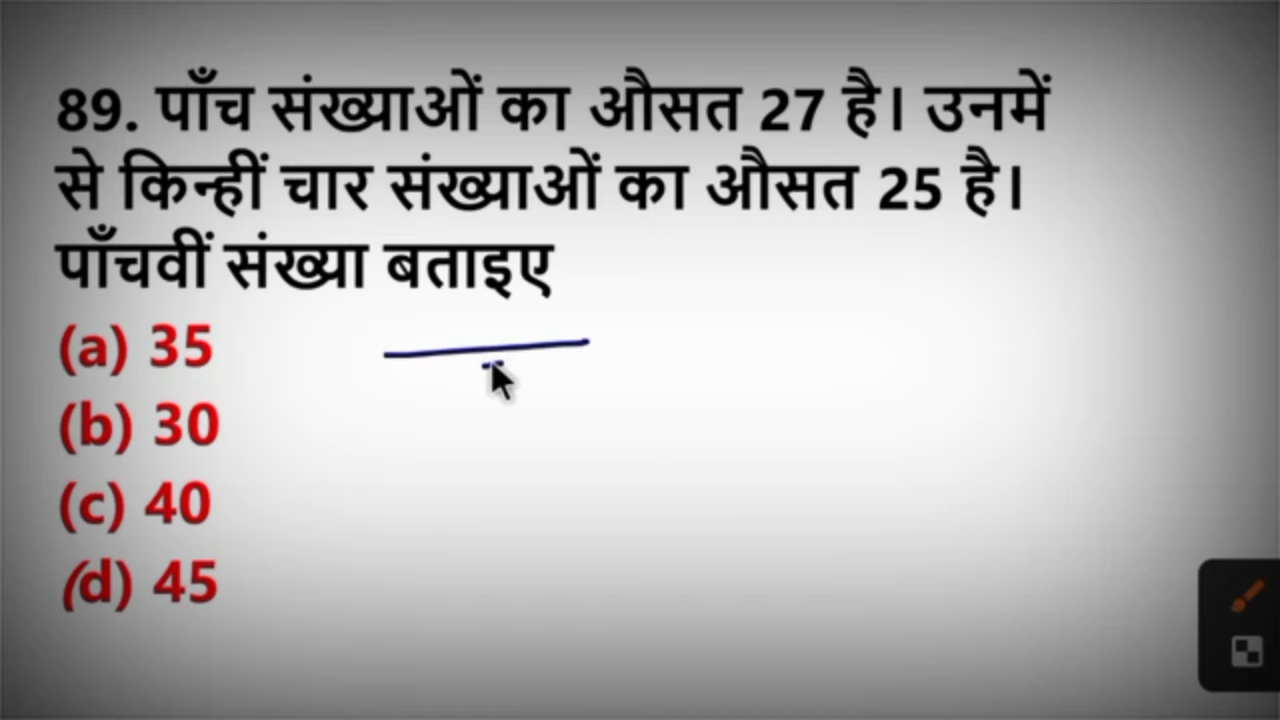 89. पाँच संख्याओं का औसत 27 है। उनमें
से किन्हीं चार संख्याओं का औसत 25 है।
पाँचवीं संख्या बताइए
(a) 35
(b) 30
(c) 40
(d) 45